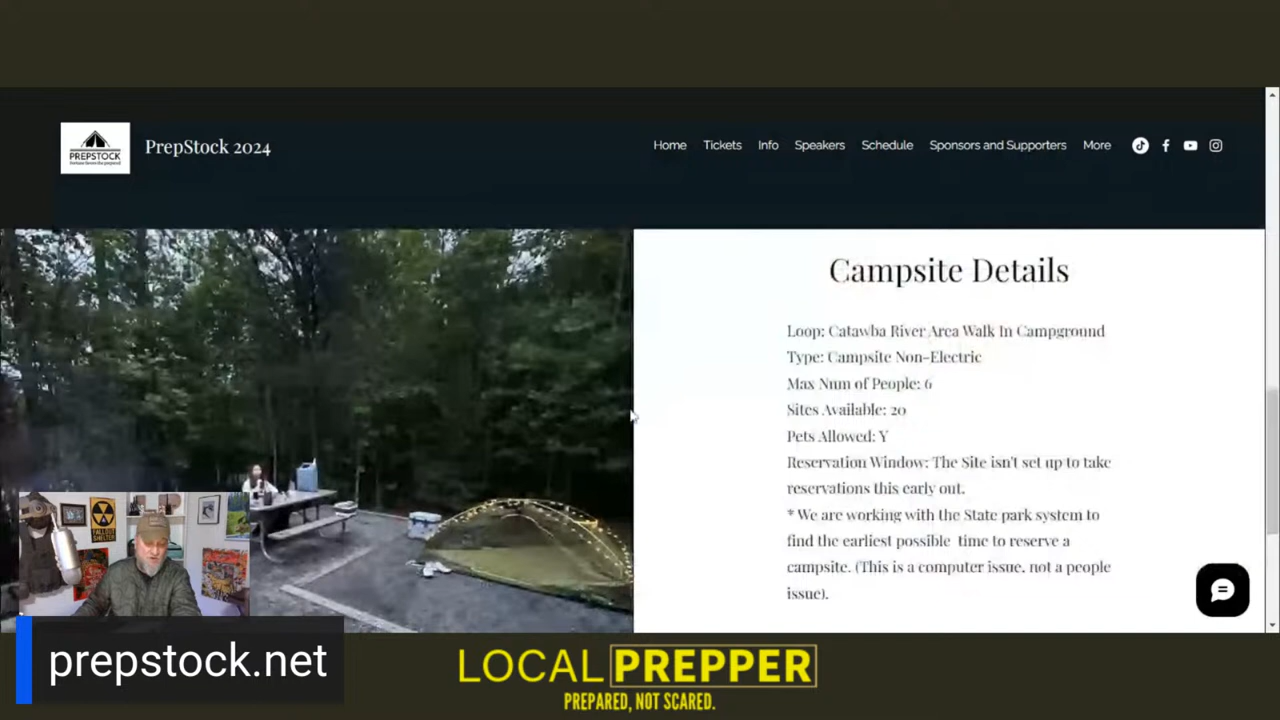 PREPSTOCK
PrepStock 2024
Home Tickets Info Speakers Schedule Sponsors and Supporters More
Campsite Details
Loop: Catawba River Area Walk In Campground
Type: Campsite Non-Electric
Max Num of People: 6
Sites Available: 20
Pets Allowed: Y
Reservation Window: The Site isn't set up to take
reservations this early out.
* We are working with the State park system to
find the earliest possible time to reserve a
campsite. (This is a computer issue, not a people
issue).
FALLOUT
SHELTER
prepstock.net
LOCAL PREPPER
PREPARED, NOT SCARED.